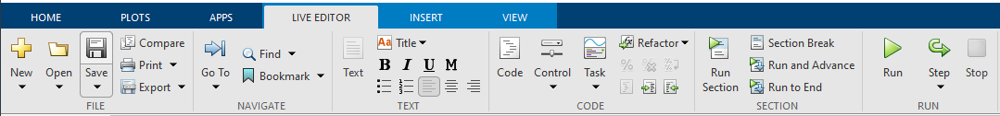 HOME PLOTS APPS LIVE EDITOR INSERT VIEW
New
Open
Save
Compare
Print
Export
FILE
Go To
Find
Bookmark
NAVIGATE
Text
Aa Title
B I U M
TEXT
Code
Control
Task
fx Refactor
% % %
CODE
Run
Section
Section Break
Run and Advance
Run to End
SECTION
Run
Step
Stop
RUN